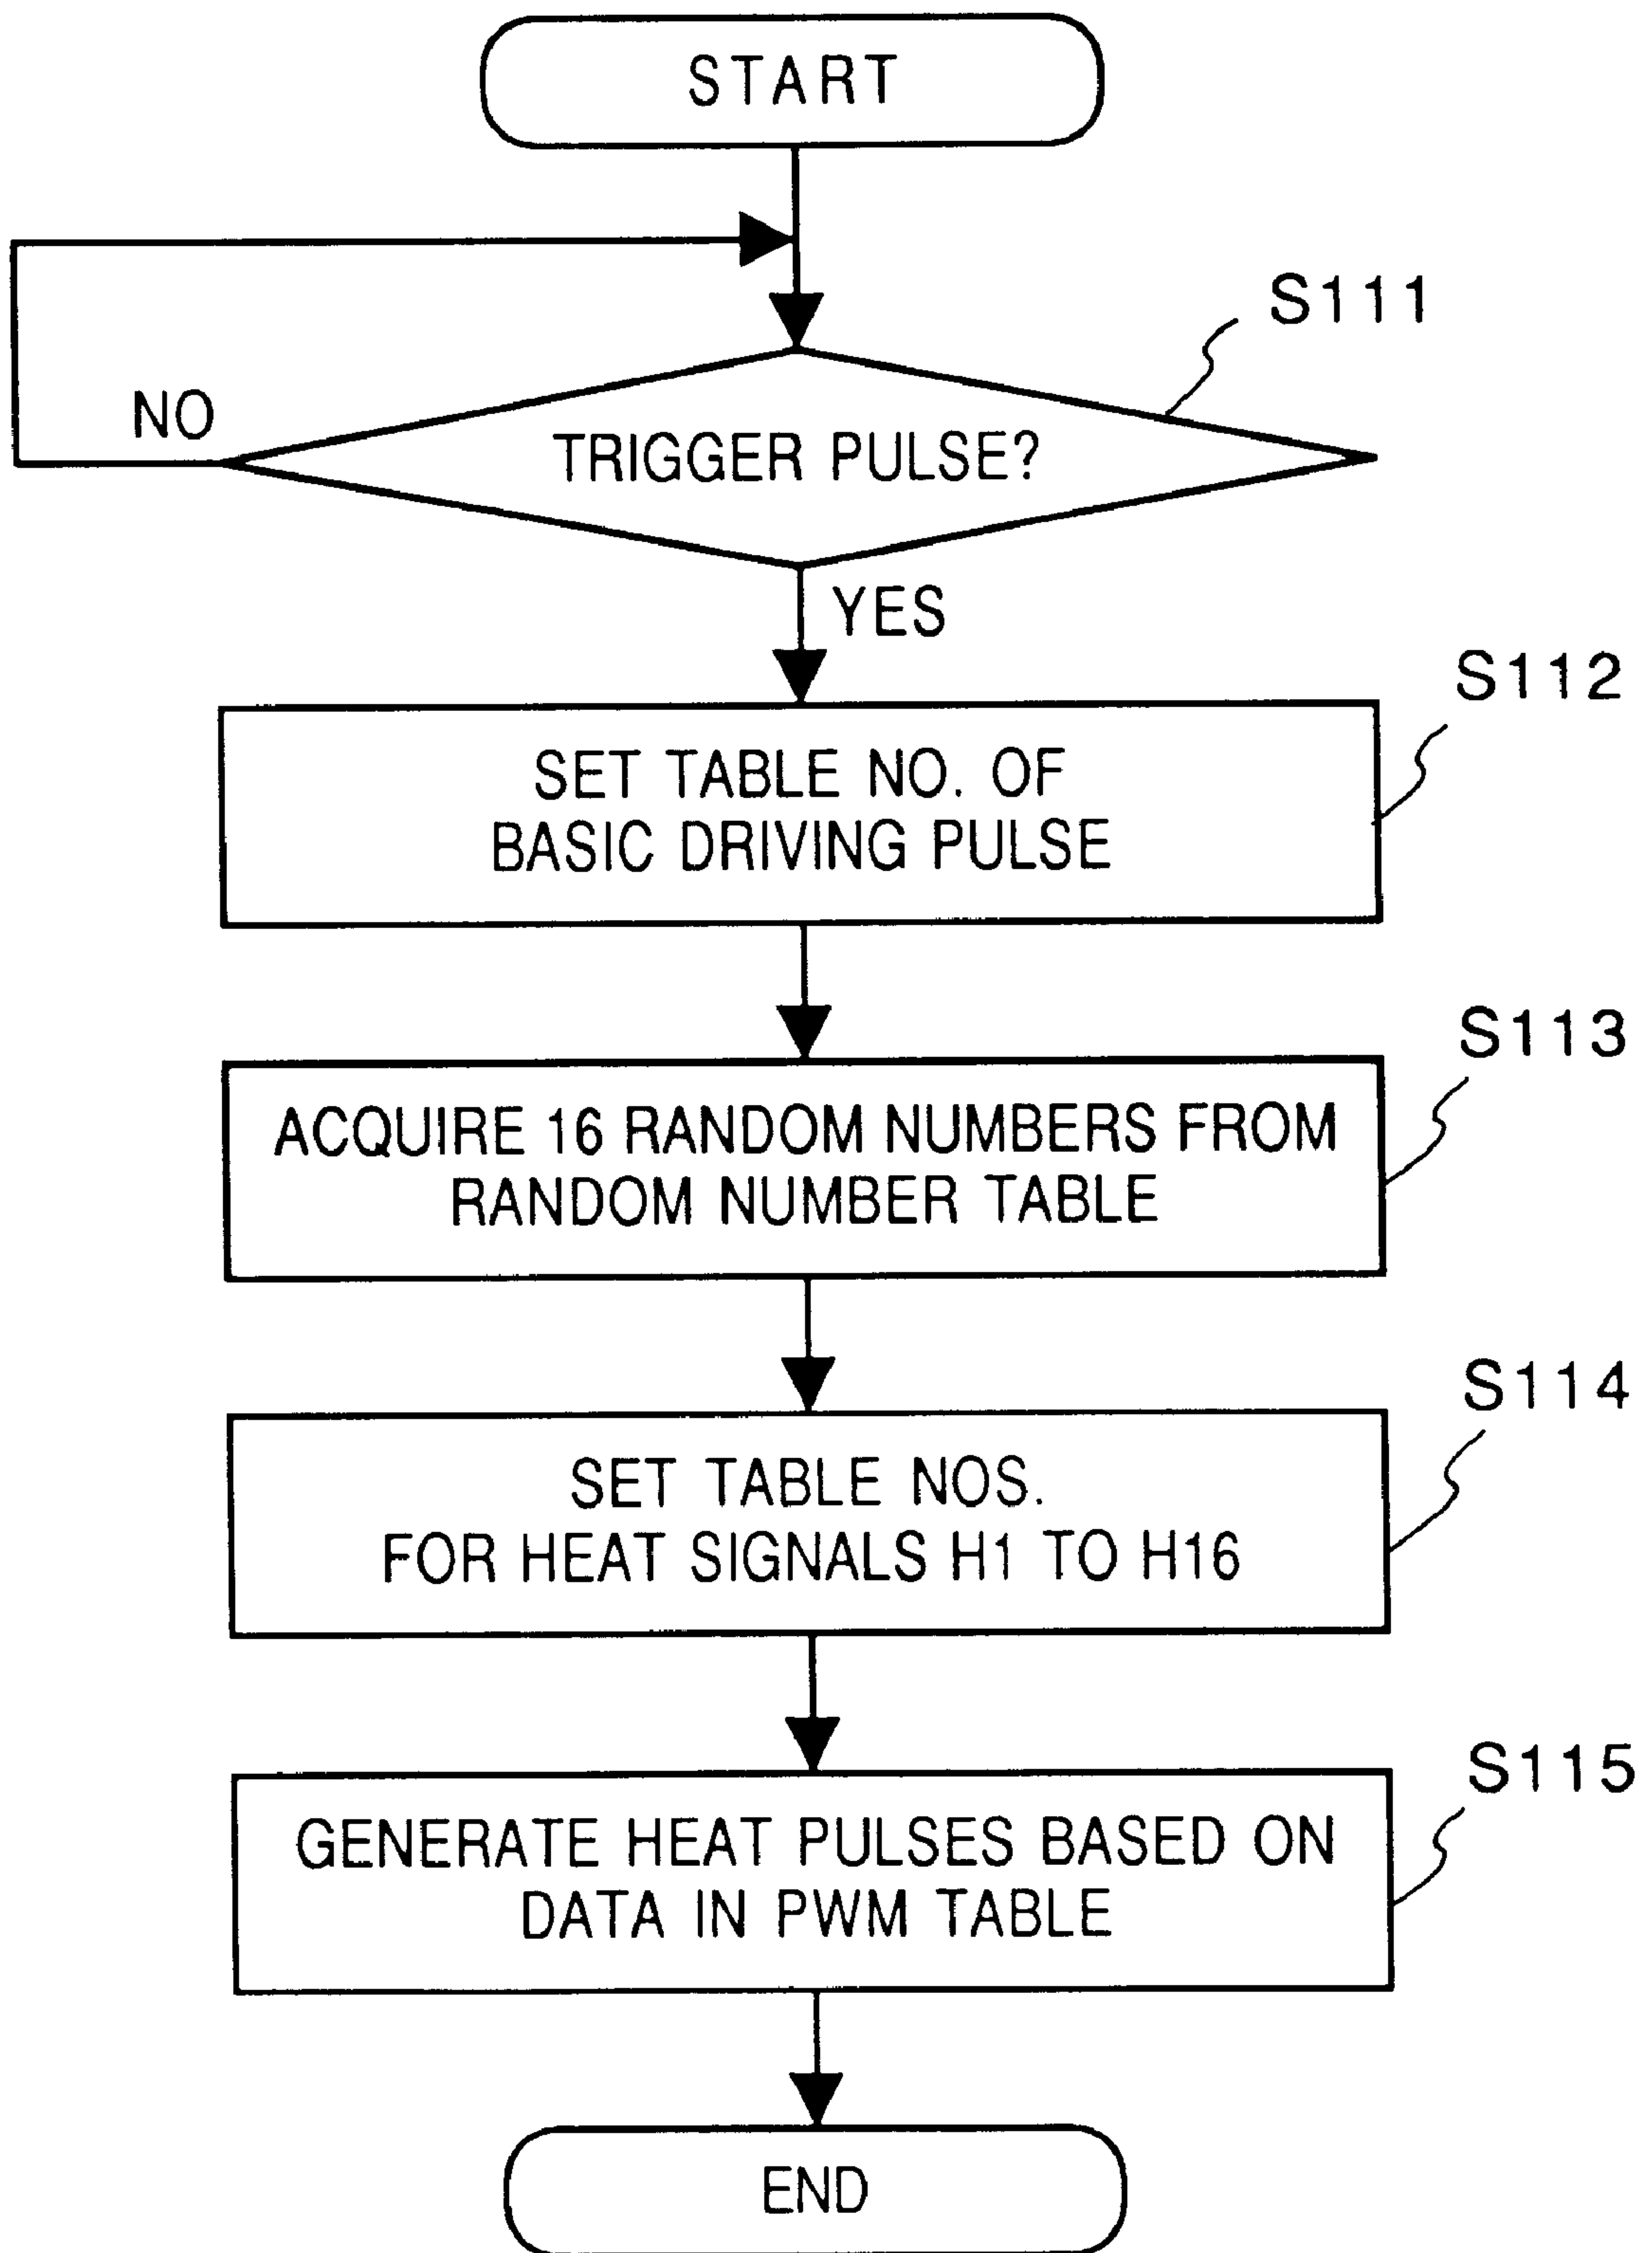 START
S111
NO
TRIGGER PULSE?
YES
S112
SET TABLE NO. OF
BASIC DRIVING PULSE
S113
ACQUIRE 16 RANDOM NUMBERS FROM
RANDOM NUMBER TABLE
S114
SET TABLE NOS.
FOR HEAT SIGNALS H1 TO H16
S115
GENERATE HEAT PULSES BASED ON
DATA IN PWM TABLE
END